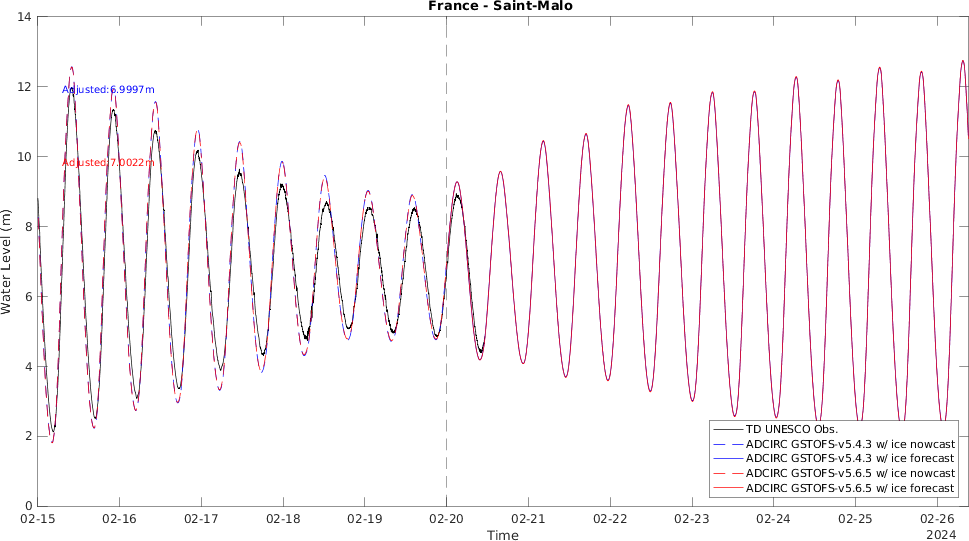 France - Saint-Malo
14
12
10
8
6
4
2
0
Water Level (m)
Adjusted:6.9997m
Adjusted:7.0022m
TD UNESCO Obs.
ADCIRC GSTOFS-v5.4.3 w/ ice nowcast
ADCIRC GSTOFS-v5.4.3 w/ ice forecast
ADCIRC GSTOFS-v5.6.5 w/ ice nowcast
ADCIRC GSTOFS-v5.6.5 w/ ice forecast
02-15 02-16 02-17 02-18 02-19 02-20 02-21 02-22 02-23 02-24 02-25 02-26
Time 2024